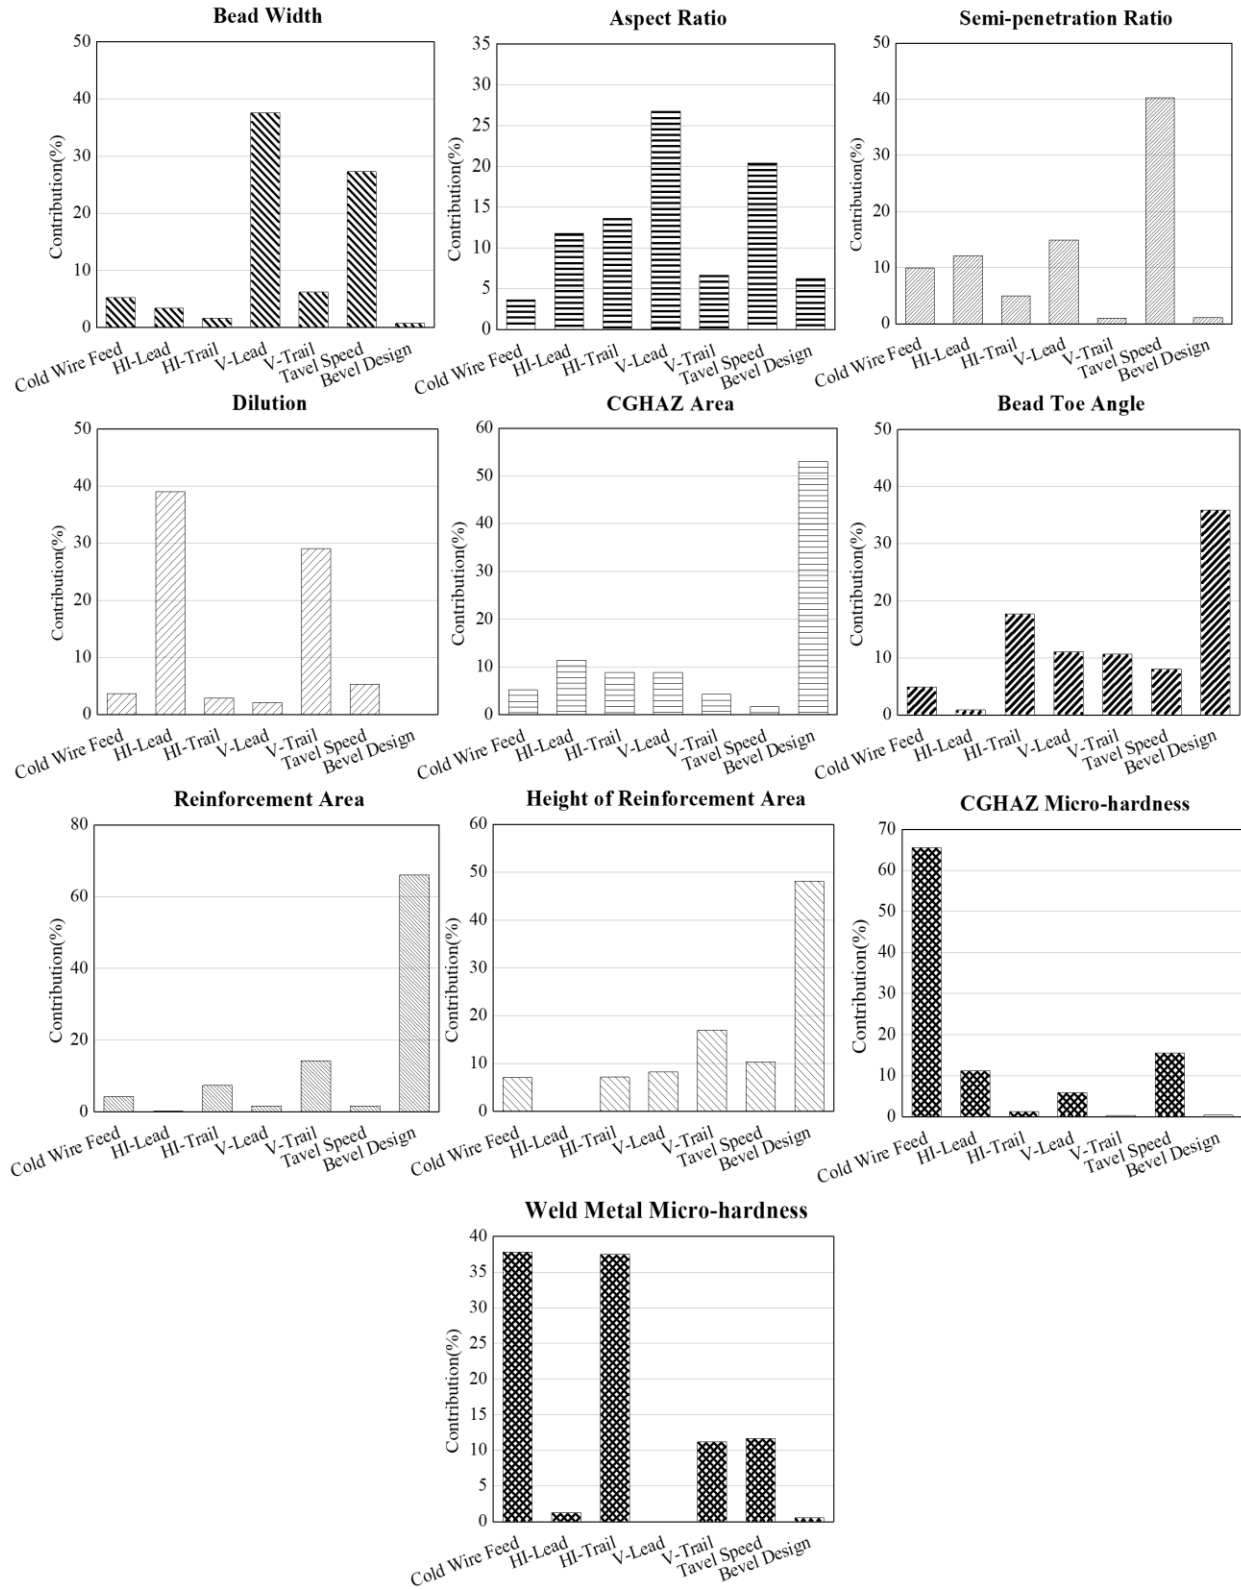 Bead Width
50
40
30
20
10
0
Contribution(%)
Cold Wire Feed
HI-Lead
HI-Trail
V-Lead
V-Trail
Tavel Speed
Bevel Design
Aspect Ratio
35
30
25
20
15
10
5
0
Contribution(%)
Cold Wire Feed
HI-Lead
HI-Trail
V-Lead
V-Trail
Tavel Speed
Bevel Design
Semi-penetration Ratio
50
40
30
20
10
0
Contribution(%)
Cold Wire Feed
HI-Lead
HI-Trail
V-Lead
V-Trail
Tavel Speed
Bevel Design
Dilution
50
40
30
20
10
0
Contribution(%)
Cold Wire Feed
HI-Lead
HI-Trail
V-Lead
V-Trail
Tavel Speed
Bevel Design
CGHAZ Area
60
50
40
30
20
10
0
Contribution(%)
Cold Wire Feed
HI-Lead
HI-Trail
V-Lead
V-Trail
Tavel Speed
Bevel Design
Bead Toe Angle
50
40
30
20
10
0
Contribution(%)
Cold Wire Feed
HI-Lead
HI-Trail
V-Lead
V-Trail
Tavel Speed
Bevel Design
Reinforcement Area
80
60
40
20
0
Contribution(%)
Cold Wire Feed
HI-Lead
HI-Trail
V-Lead
V-Trail
Tavel Speed
Bevel Design
Height of Reinforcement Area
60
50
40
30
20
10
0
Contribution(%)
Cold Wire Feed
HI-Lead
HI-Trail
V-Lead
V-Trail
Tavel Speed
Bevel Design
CGHAZ Micro-hardness
70
60
50
40
30
20
10
0
Contribution(%)
Cold Wire Feed
HI-Lead
HI-Trail
V-Lead
V-Trail
Tavel Speed
Bevel Design
Weld Metal Micro-hardness
40
35
30
25
20
15
10
5
0
Contribution(%)
Cold Wire Feed
HI-Lead
HI-Trail
V-Lead
V-Trail
Tavel Speed
Bevel Design